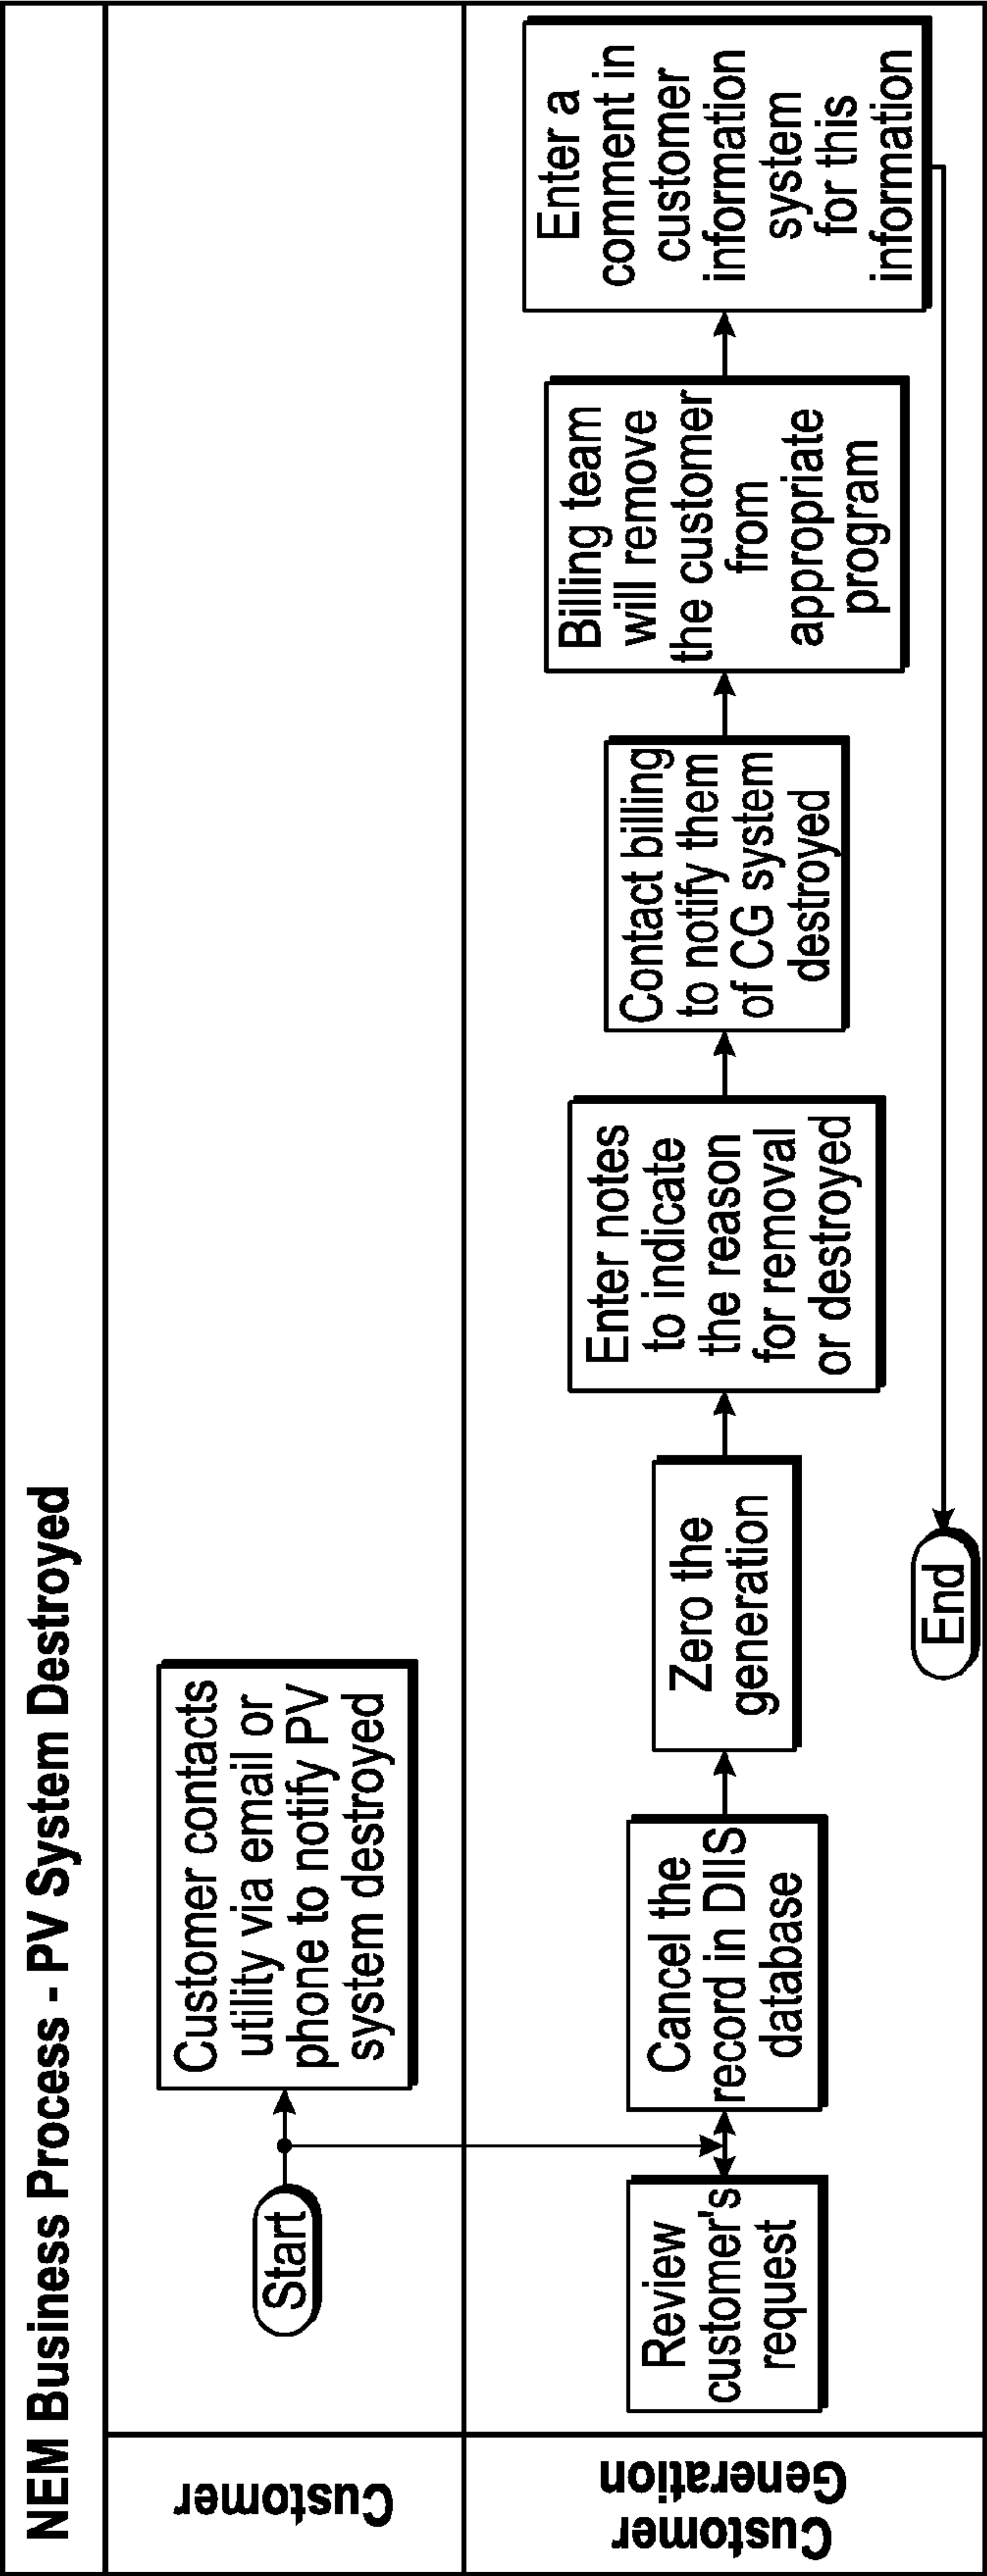 NEM Business Process - PV System Destroyed
Customer
Start
Customer contacts
utility via email or
phone to notify PV
system destroyed
Customer
Generation
Review
customer's
request
Cancel the
record in DIIS
database
Zero the
generation
Enter notes
to indicate
the reason
for removal
or destroyed
Contact billing
to notify them
of CG system
destroyed
Billing team
will remove
the customer
from
appropriate
program
Enter a
comment in
customer
information
system
for this
information
End